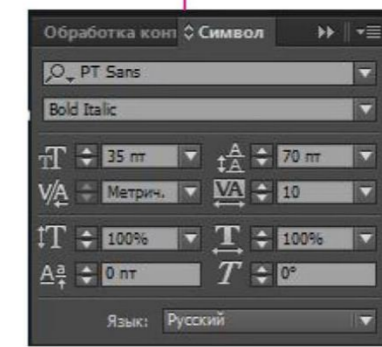 Обработка конт Символ
PT Sans
Bold Italic
35 пт 70 пт
Метрич. 10
100% 100%
0 пт 0°
Язык: Русский